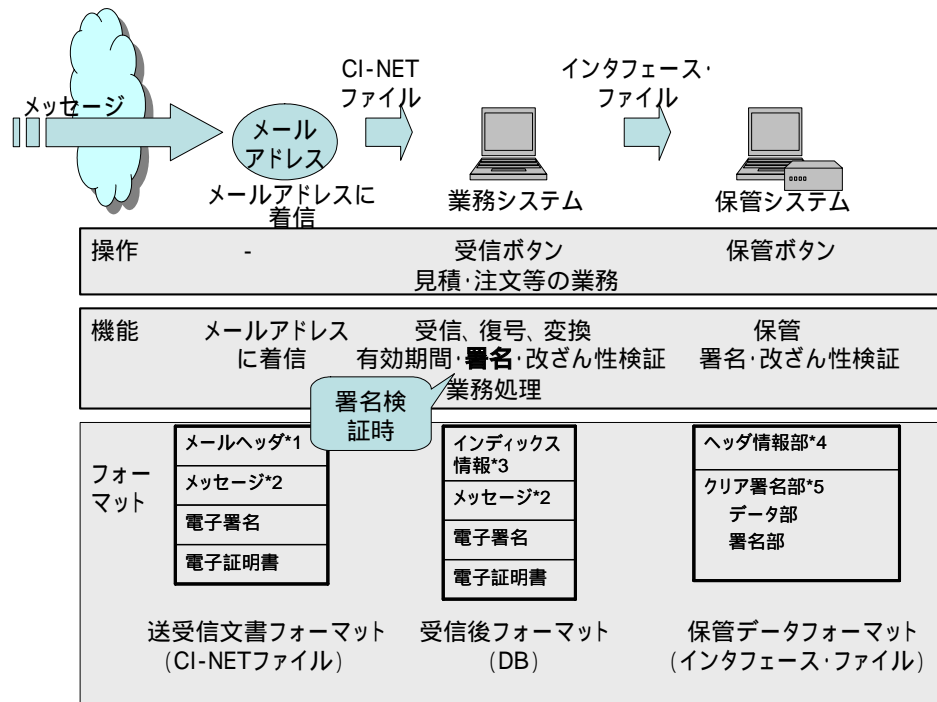 メッセージ
メール
アドレス
メールアドレスに
着信
CI-NET
ファイル
業務システム
インタフェース・
ファイル
保管システム
操作
-
受信ボタン
見積・注文等の業務
保管ボタン
機能
メールアドレス
に着信
受信、復号、変換
有効期間・署名・改ざん性検証
業務処理
保管
署名・改ざん性検証
署名検
証時
フォー
マット
メールヘッダ*1
メッセージ*2
電子署名
電子証明書
送受信文書フォーマット
(CI-NETファイル)
インディックス
情報*3
メッセージ*2
電子署名
電子証明書
受信後フォーマット
(DB)
ヘッダ情報部*4
クリア署名部*5
データ部
署名部
保管データフォーマット
(インタフェース・ファイル)